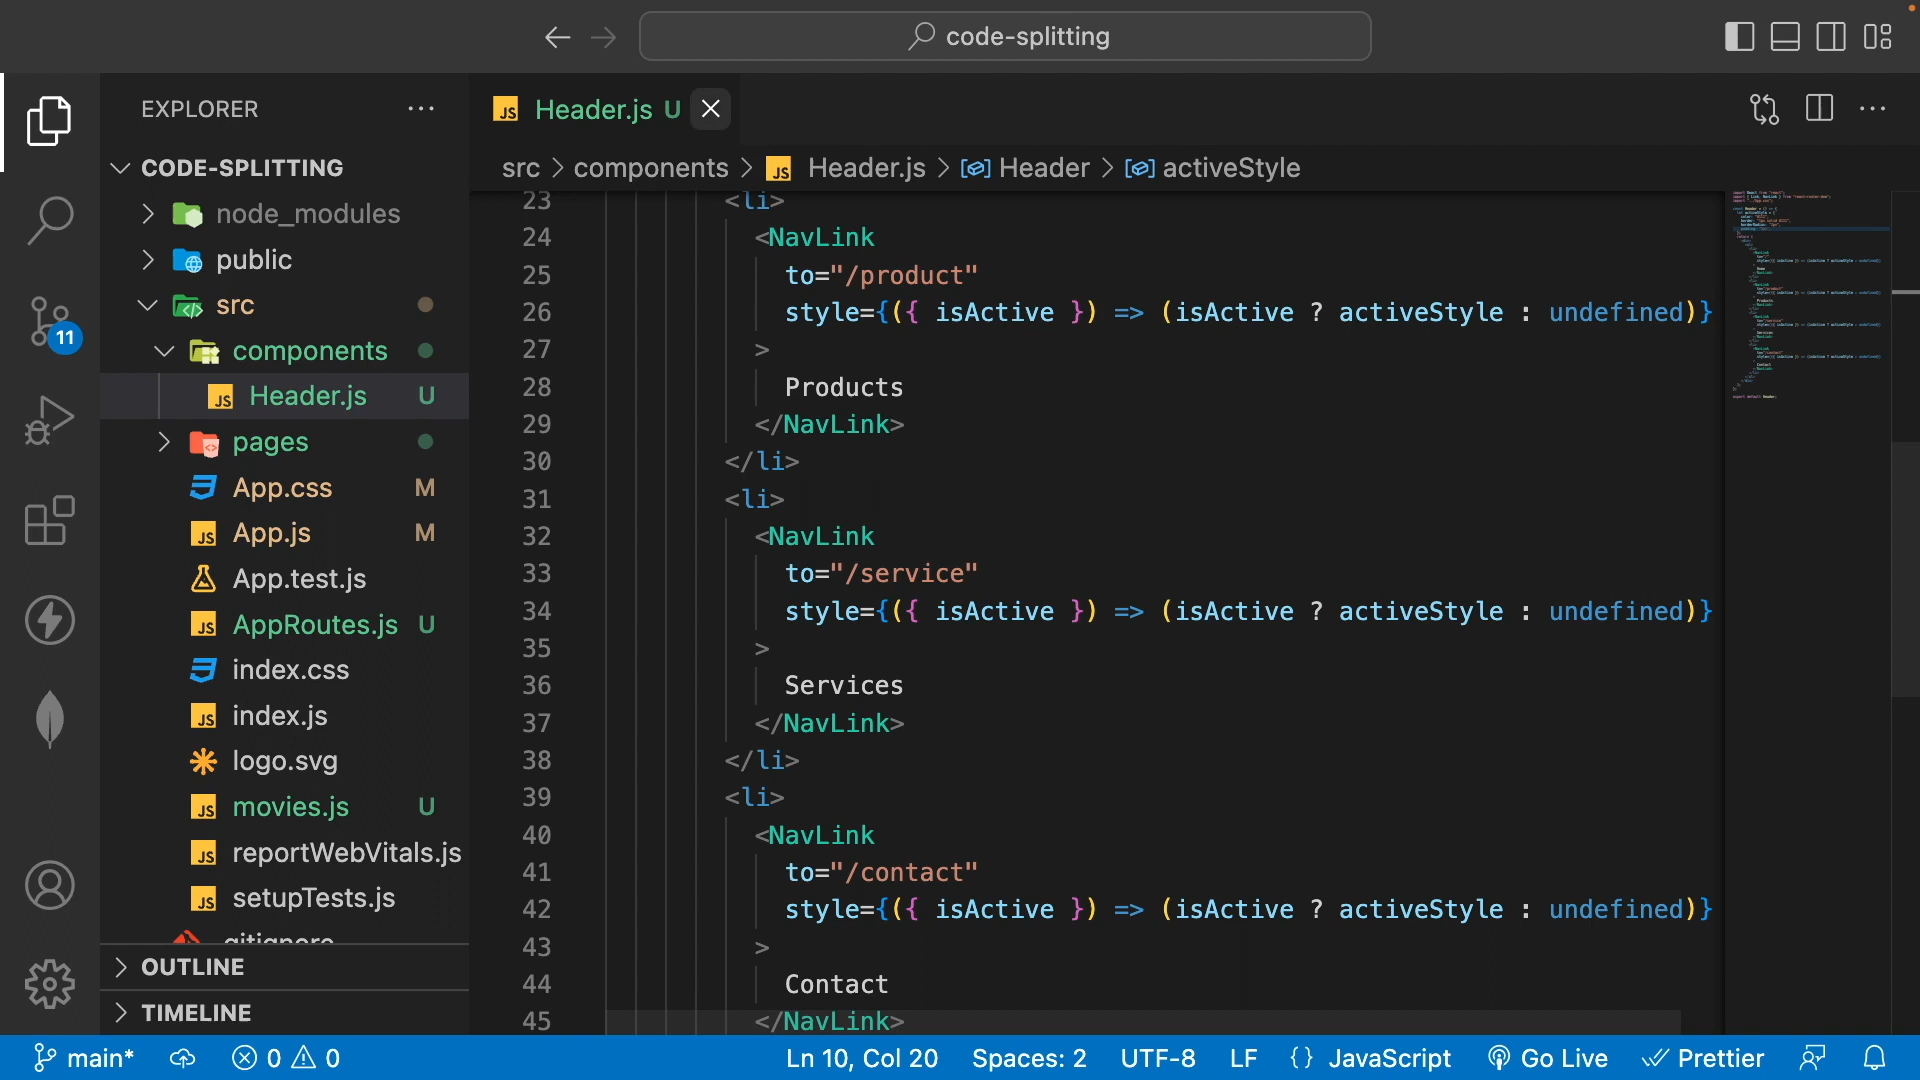 code-splitting
EXPLORER
Header.js U
CODE-SPLITTING
src > components > Header.js > Header > activeStyle
node_modules
public
src
components
Header.js U
pages
App.css M
App.js M
App.test.js
AppRoutes.js U
index.css
index.js
logo.svg
movies.js U
reportWebVitals.js
setupTests.js
.gitignore
OUTLINE
TIMELINE
11
JS
23 <li>
24 <NavLink
25 to="/product"
26 style={({ isActive }) => (isActive ? activeStyle : undefined)}
27 >
28 Products
29 </NavLink>
30 </li>
31 <li>
32 <NavLink
33 to="/service"
34 style={({ isActive }) => (isActive ? activeStyle : undefined)}
35 >
36 Services
37 </NavLink>
38 </li>
39 <li>
40 <NavLink
41 to="/contact"
42 style={({ isActive }) => (isActive ? activeStyle : undefined)}
43 >
44 Contact
45 </NavLink>
main* 0 0 Ln 10, Col 20 Spaces: 2 UTF-8 LF {} JavaScript Go Live Prettier